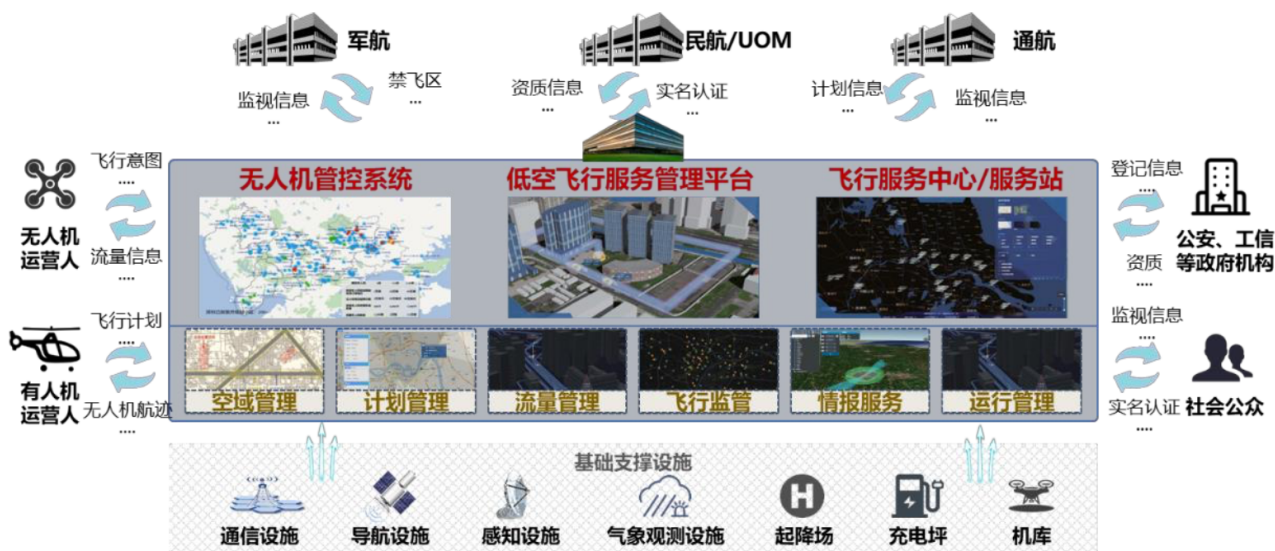 军航
民航/UOM
通航
监视信息
...
禁飞区
...
资质信息
...
实名认证
...
计划信息
...
监视信息
...
飞行意图
....
无人机
运营人
流量信息
....
飞行计划
....
有人机
运营人
无人机航迹
....
无人机管控系统
低空飞行服务管理平台
飞行服务中心/服务站
空域管理
计划管理
流量管理
飞行监管
情报服务
运行管理
登记信息
....
公安、工信
等政府机构
资质
....
监视信息
....
社会公众
实名认证
....
基础支撑设施
通信设施
导航设施
感知设施
气象观测设施
H
起降场
充电坪
机库